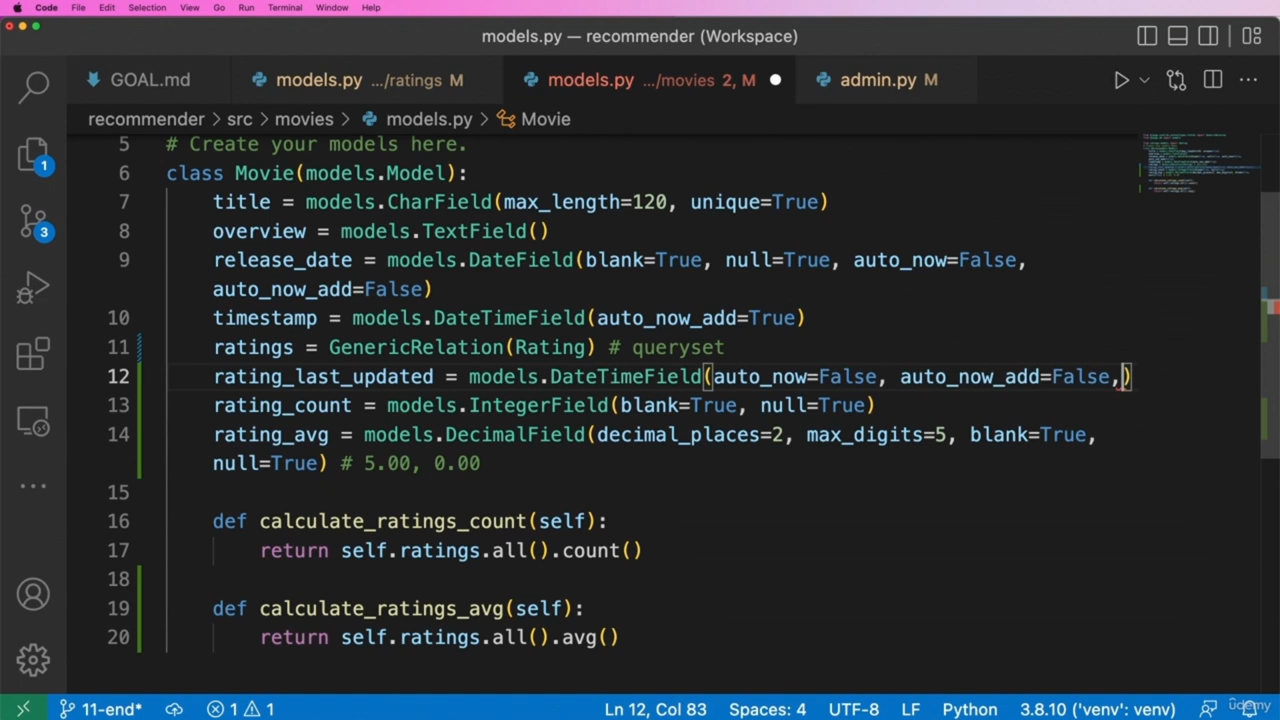 Code File Edit Selection View Go Run Terminal Window Help
models.py — recommender (Workspace)
GOAL.md models.py .../ratings M models.py .../movies 2, M admin.py M
recommender > src > movies > models.py > Movie
5 # Create your models here.
6 class Movie(models.Model):
7 title = models.CharField(max_length=120, unique=True)
8 overview = models.TextField()
9 release_date = models.DateField(blank=True, null=True, auto_now=False,
auto_now_add=False)
10 timestamp = models.DateTimeField(auto_now_add=True)
11 ratings = GenericRelation(Rating) # queryset
12 rating_last_updated = models.DateTimeField(auto_now=False, auto_now_add=False,)
13 rating_count = models.IntegerField(blank=True, null=True)
14 rating_avg = models.DecimalField(decimal_places=2, max_digits=5, blank=True,
null=True) # 5.00, 0.00
15
16 def calculate_ratings_count(self):
17 return self.ratings.all().count()
18
19 def calculate_ratings_avg(self):
20 return self.ratings.all().avg()
1
3
11-end* 1 1 Ln 12, Col 83 Spaces: 4 UTF-8 LF Python 3.8.10 ('venv': venv)
udemy